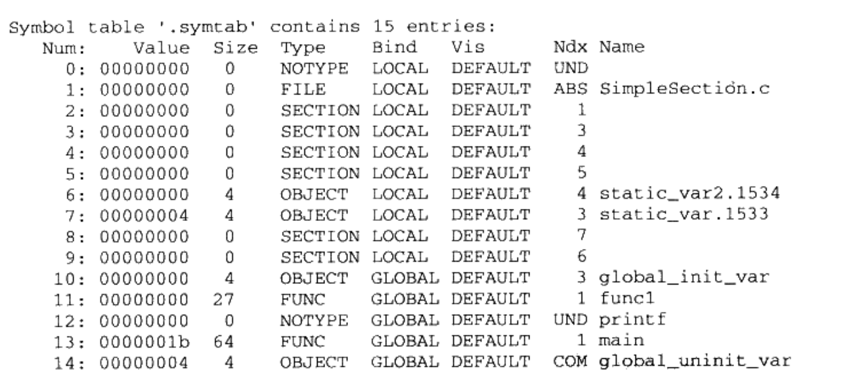 Symbol table '.symtab' contains 15 entries:
Num: Value Size Type Bind Vis Ndx Name
0: 00000000 0 NOTYPE LOCAL DEFAULT UND
1: 00000000 0 FILE LOCAL DEFAULT ABS SimpleSection.c
2: 00000000 0 SECTION LOCAL DEFAULT 1
3: 00000000 0 SECTION LOCAL DEFAULT 3
4: 00000000 0 SECTION LOCAL DEFAULT 4
5: 00000000 0 SECTION LOCAL DEFAULT 5
6: 00000000 4 OBJECT LOCAL DEFAULT 4 static_var2.1534
7: 00000004 4 OBJECT LOCAL DEFAULT 3 static_var.1533
8: 00000000 0 SECTION LOCAL DEFAULT 7
9: 00000000 0 SECTION LOCAL DEFAULT 6
10: 00000000 4 OBJECT GLOBAL DEFAULT 3 global_init_var
11: 00000000 27 FUNC GLOBAL DEFAULT 1 func1
12: 00000000 0 NOTYPE GLOBAL DEFAULT UND printf
13: 0000001b 64 FUNC GLOBAL DEFAULT 1 main
14: 00000004 4 OBJECT GLOBAL DEFAULT COM global_uninit_var